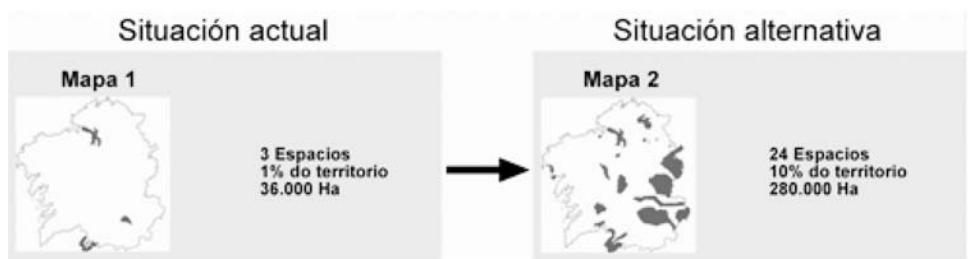 Situación actual
Situación alternativa
Mapa 1
3 Espacios
1% do territorio
36.000 Ha
Mapa 2
24 Espacios
10% do territorio
280.000 Ha